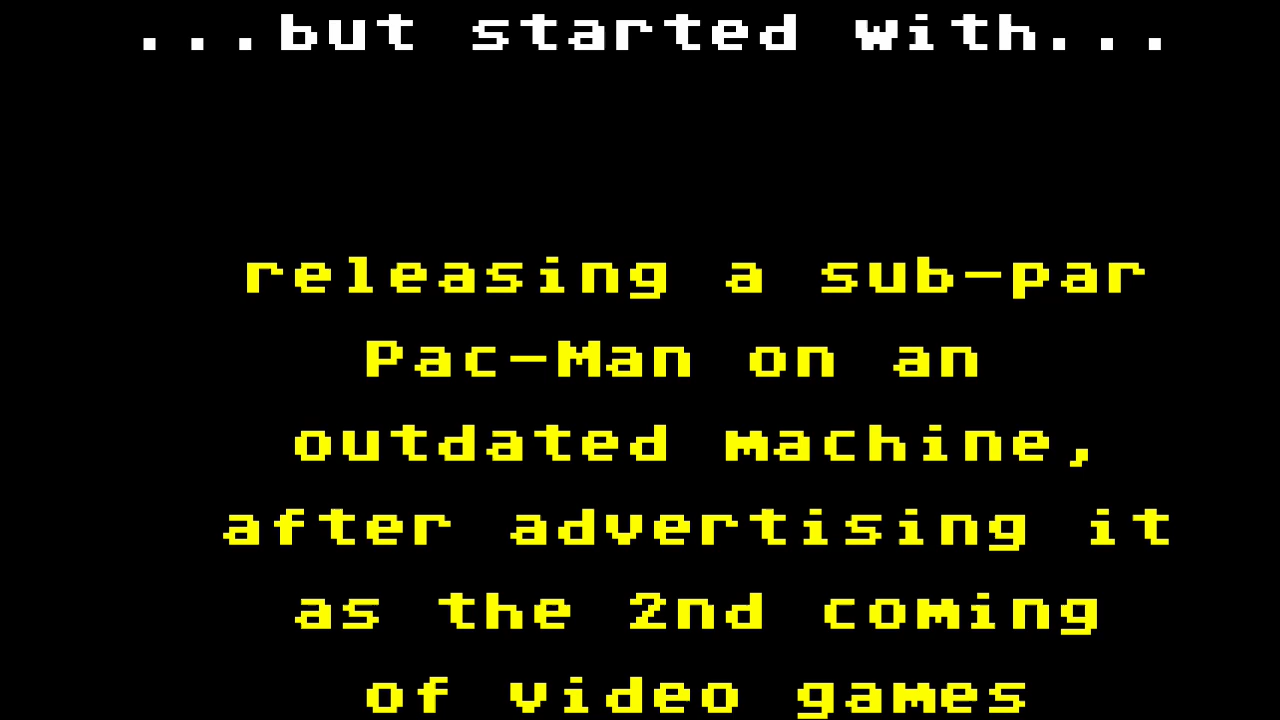 ...but started with...
releasing a sub-par
Pac-Man on an
outdated machine,
after advertising it
as the 2nd coming
of video games